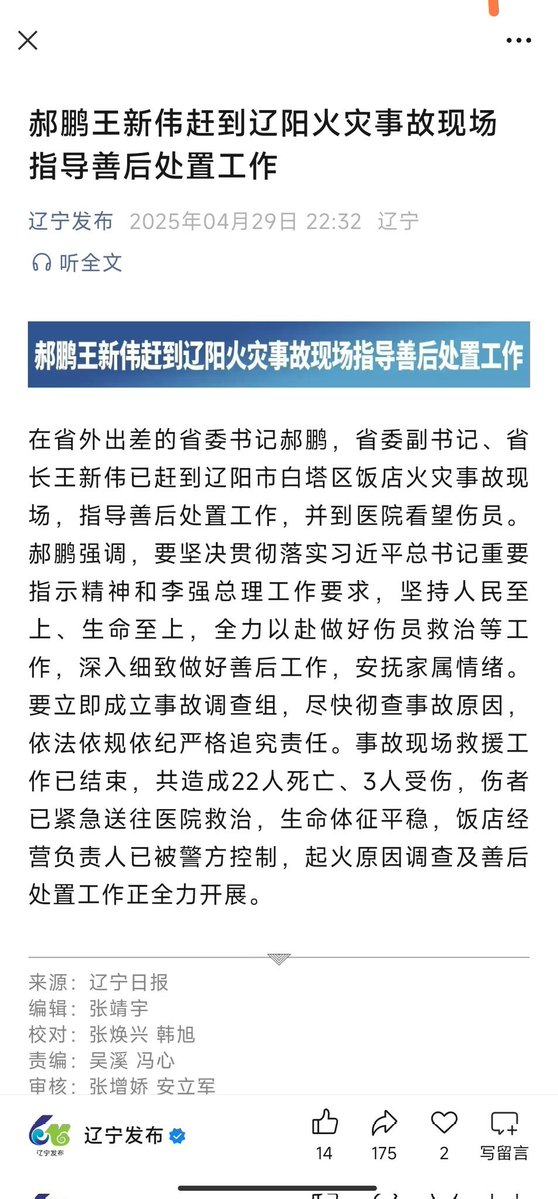 郝鹏王新伟赶到辽阳火灾事故现场
指导善后处置工作
辽宁发布 2025年04月29日 22:32 辽宁
听全文
郝鹏王新伟赶到辽阳火灾事故现场指导善后处置工作
在省外出差的省委书记郝鹏，省委副书记、省
长王新伟已赶到辽阳市白塔区饭店火灾事故现
场，指导善后处置工作，并到医院看望伤员。
郝鹏强调，要坚决贯彻落实习近平总书记重要
指示精神和李强总理工作要求，坚持人民至
上、生命至上，全力以赴做好伤员救治等工
作，深入细致做好善后工作，安抚家属情绪。
要立即成立事故调查组，尽快彻查事故原因，
依法依规依纪严格追究责任。事故现场救援工
作已结束，共造成22人死亡、3人受伤，伤者
已紧急送往医院救治，生命体征平稳，饭店经
营负责人已被警方控制，起火原因调查及善后
处置工作正全力开展。
来源：辽宁日报
编辑：张靖宇
校对：张焕兴 韩旭
责编：吴溪 冯心
审核：张增娇 安立军
辽宁发布
辽宁发布
14
175
2
写留言